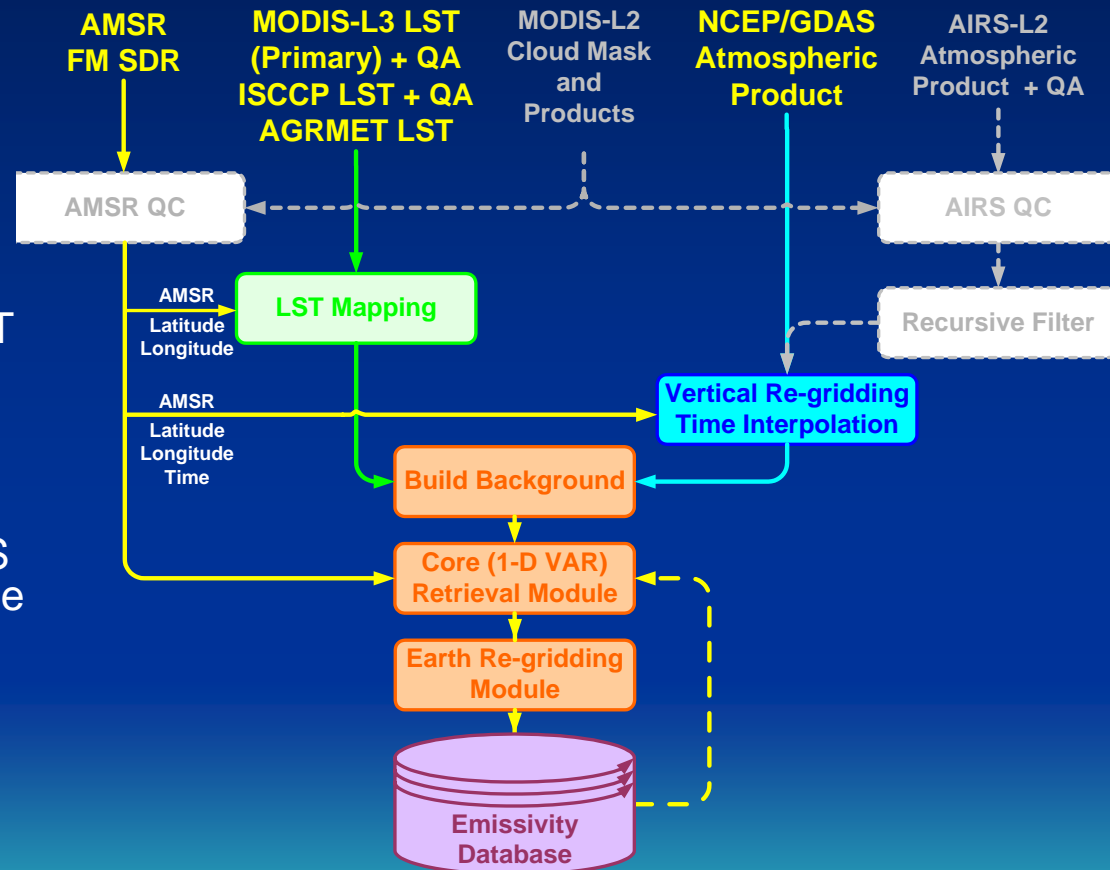 AMSR
FM SDR
MODIS-L3 LST
(Primary) + QA
ISCCP LST + QA
AGRMET LST
MODIS-L2
Cloud Mask
and
Products
NCEP/GDAS
Atmospheric
Product
AIRS-L2
Atmospheric
Product + QA
AMSR QC
AIRS QC
LST Mapping
AMSR
Latitude
Longitude
T
Recursive Filter
Vertical Re-gridding
Time Interpolation
AMSR
Latitude
Longitude
Time
Build Background
S
e
Core (1-D VAR)
Retrieval Module
Earth Re-gridding
Module
Emissivity
Database